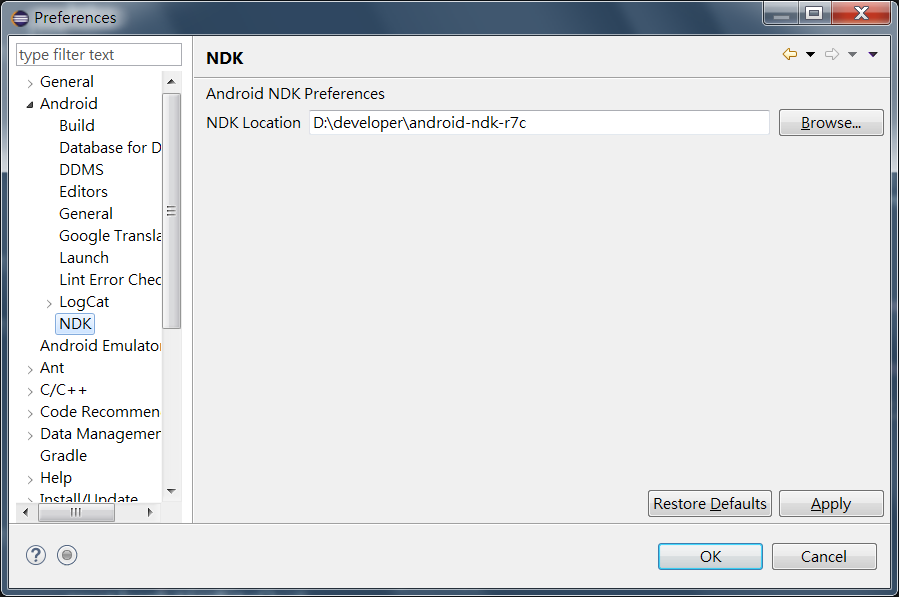 Preferences
type filter text
General
Android
Build
Database for D
DDMS
Editors
General
Google Transla
Launch
Lint Error Chec
LogCat
NDK
Android Emulator
Ant
C/C++
Code Recommen
Data Managemen
Gradle
Help
Install/Update
NDK
Android NDK Preferences
NDK Location D:\developer\android-ndk-r7c Browse...
Restore Defaults Apply
? OK Cancel